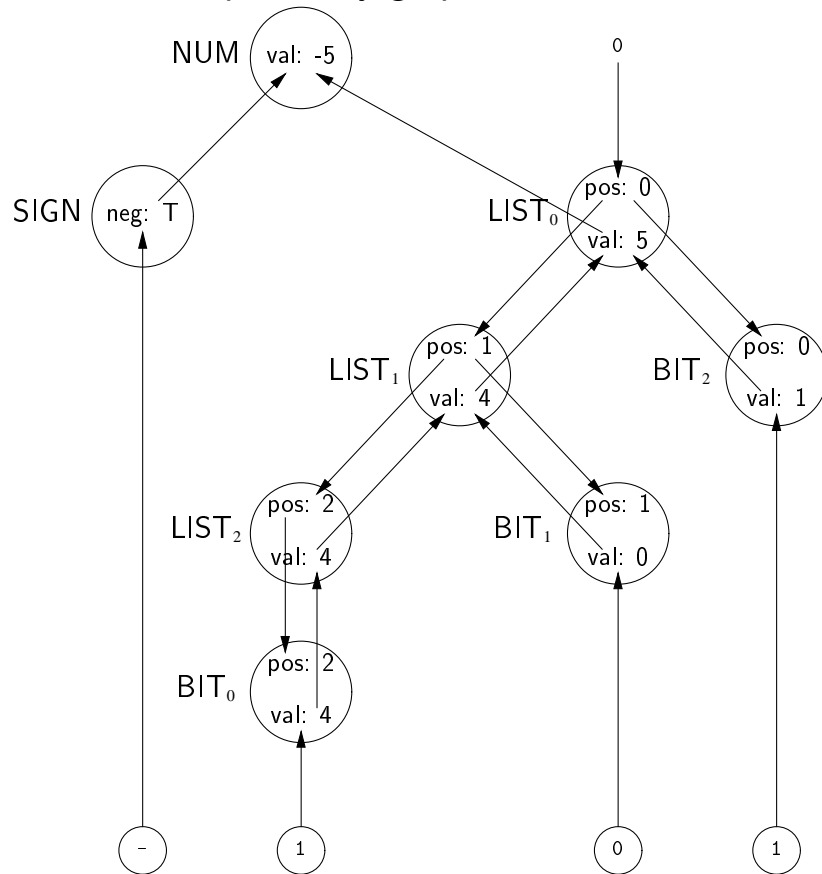 NUM
val: -5
0
SIGN
neg: T
LIST₀
pos: 0
val: 5
LIST₁
pos: 1
val: 4
BIT₂
pos: 0
val: 1
LIST₂
pos: 2
val: 4
BIT₁
pos: 1
val: 0
BIT₀
pos: 2
val: 4
-
1
0
1